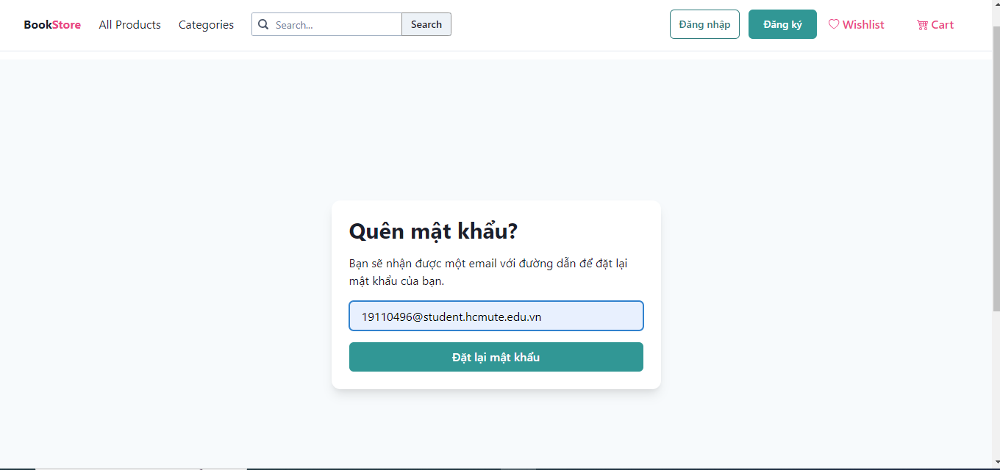 BookStore All Products Categories Search... Search Đăng nhập Đăng ký Wishlist Cart
Quên mật khẩu?
Bạn sẽ nhận được một email với đường dẫn để đặt lại
mật khẩu của bạn.
19110496@student.hcmute.edu.vn
Đặt lại mật khẩu